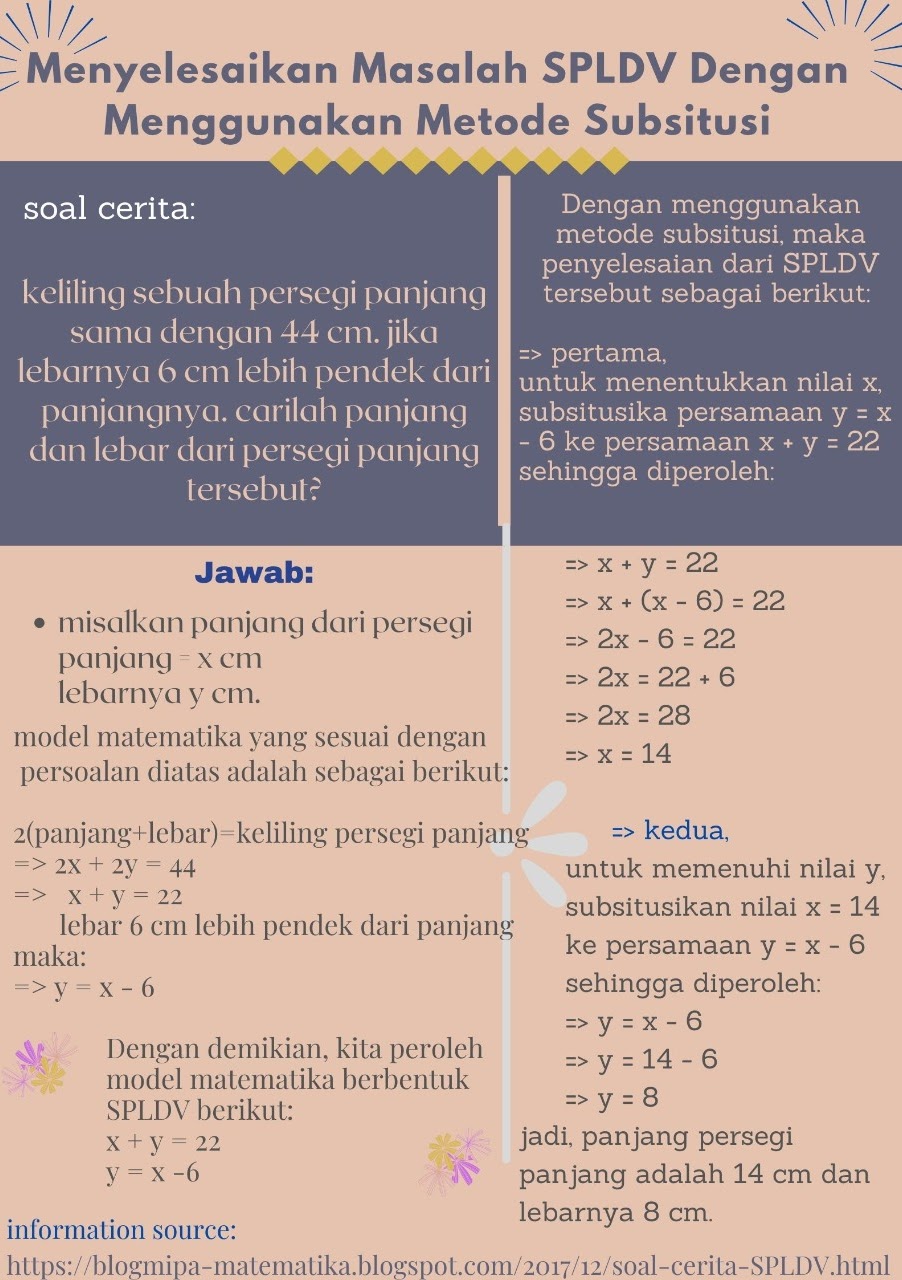 Menyelesaikan Masalah SPLDV Dengan
Menggunakan Metode Subsitusi
soal cerita:
keliling sebuah persegi panjang
sama dengan 44 cm. jika
lebarnya 6 cm lebih pendek dari
panjangnya. carilah panjang
dan lebar dari persegi panjang
tersebut?
Jawab:
• misalkan panjang dari persegi
panjang = x cm
lebarnya y cm.
model matematika yang sesuai dengan
persoalan diatas adalah sebagai berikut:
2(panjang+lebar)=keliling persegi panjang
=> 2x + 2y = 44
=> x + y = 22
lebar 6 cm lebih pendek dari panjang
maka:
=> y = x - 6
Dengan demikian, kita peroleh
model matematika berbentuk
SPLDV berikut:
x + y = 22
y = x -6
Dengan menggunakan
metode subsitusi, maka
penyelesaian dari SPLDV
tersebut sebagai berikut:
=> pertama,
untuk menentukkan nilai x,
subsitusika persamaan y = x
- 6 ke persamaan x + y = 22
sehingga diperoleh:
=> x + y = 22
=> x + (x - 6) = 22
=> 2x - 6 = 22
=> 2x = 22 + 6
=> 2x = 28
=> x = 14
=> kedua,
untuk memenuhi nilai y,
subsitusikan nilai x = 14
ke persamaan y = x - 6
sehingga diperoleh:
=> y = x - 6
=> y = 14 - 6
=> y = 8
jadi, panjang persegi
panjang adalah 14 cm dan
lebarnya 8 cm.
information source:
https://blogmipa-matematika.blogspot.com/2017/12/soal-cerita-SPLDV.html